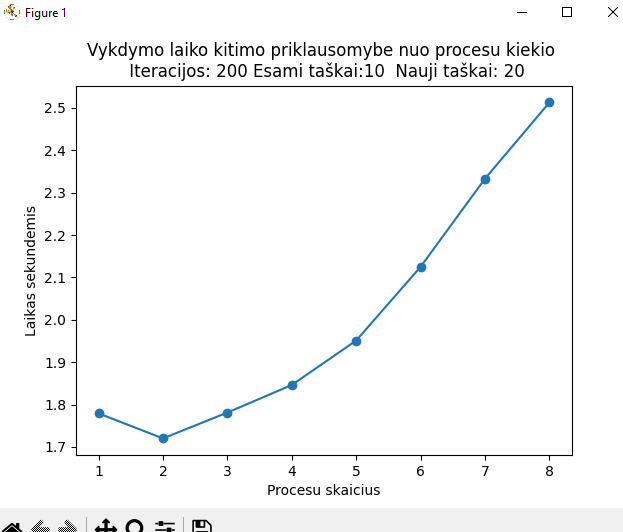 Figure 1
Vykdymo laiko kitimo priklausomybe nuo procesu kiekio
Iteracijos: 200 Esami taškai:10  Nauji taškai: 20
2.5
2.4
2.3
2.2
2.1
2.0
1.9
1.8
1.7
Laikas sekundemis
1 2 3 4 5 6 7 8
Procesu skaicius